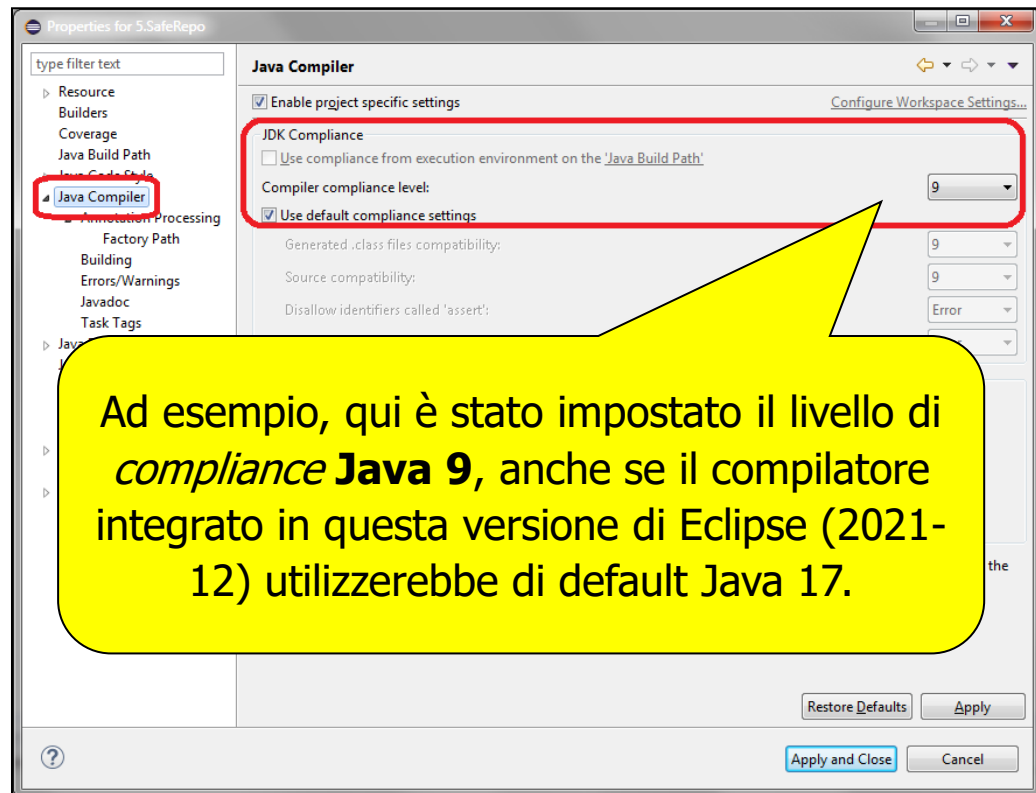 Properties for 5.SafeRepo
type filter text
Resource
Builders
Coverage
Java Build Path
Java Code Style
Java Compiler
Annotation Processing
Factory Path
Building
Errors/Warnings
Javadoc
Task Tags
Java Compiler
Enable project specific settings
Configure Workspace Settings...
JDK Compliance
Use compliance from execution environment on the 'Java Build Path'
Compiler compliance level:
9
Use default compliance settings
Generated .class files compatibility:
9
Source compatibility:
9
Disallow identifiers called 'assert':
Error
Ad esempio, qui è stato impostato il livello di
compliance Java 9, anche se il compilatore
integrato in questa versione di Eclipse (2021-
12) utilizzerebbe di default Java 17.
the
Restore Defaults
Apply
Apply and Close
Cancel